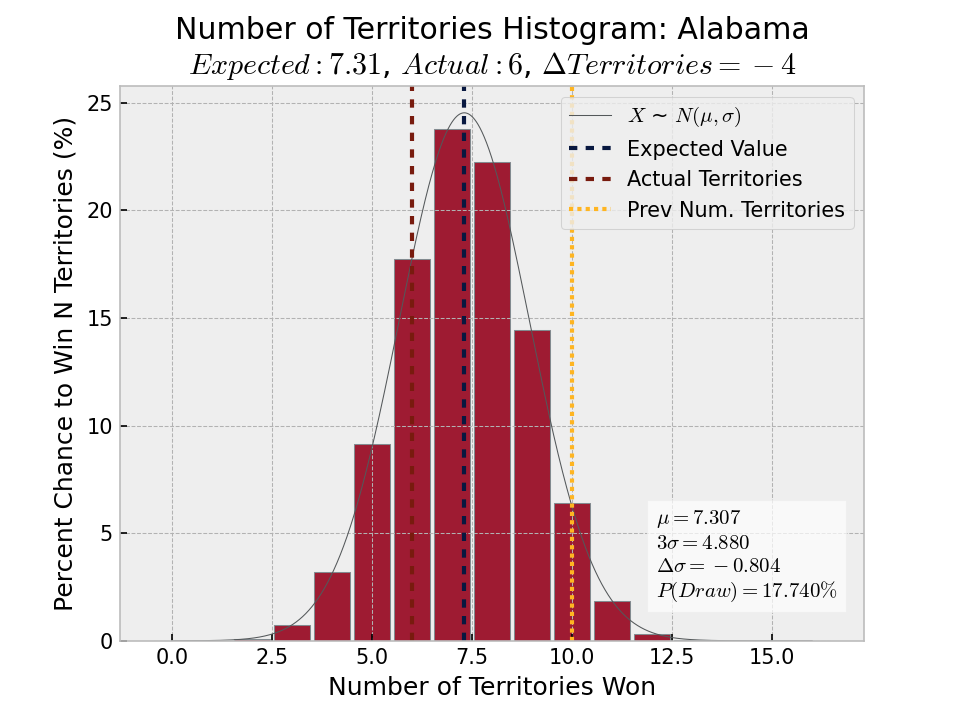 Number of Territories Histogram: Alabama
Expected : 7.31, Actual : 6, ΔTerritories = −4
X ∼ N(μ, σ)
Expected Value
Actual Territories
Prev Num. Territories
Percent Chance to Win N Territories (%)
25
20
15
10
5
0
μ = 7.307
3σ = 4.880
Δσ = −0.804
P(Draw) = 17.740%
0.0 2.5 5.0 7.5 10.0 12.5 15.0
Number of Territories Won